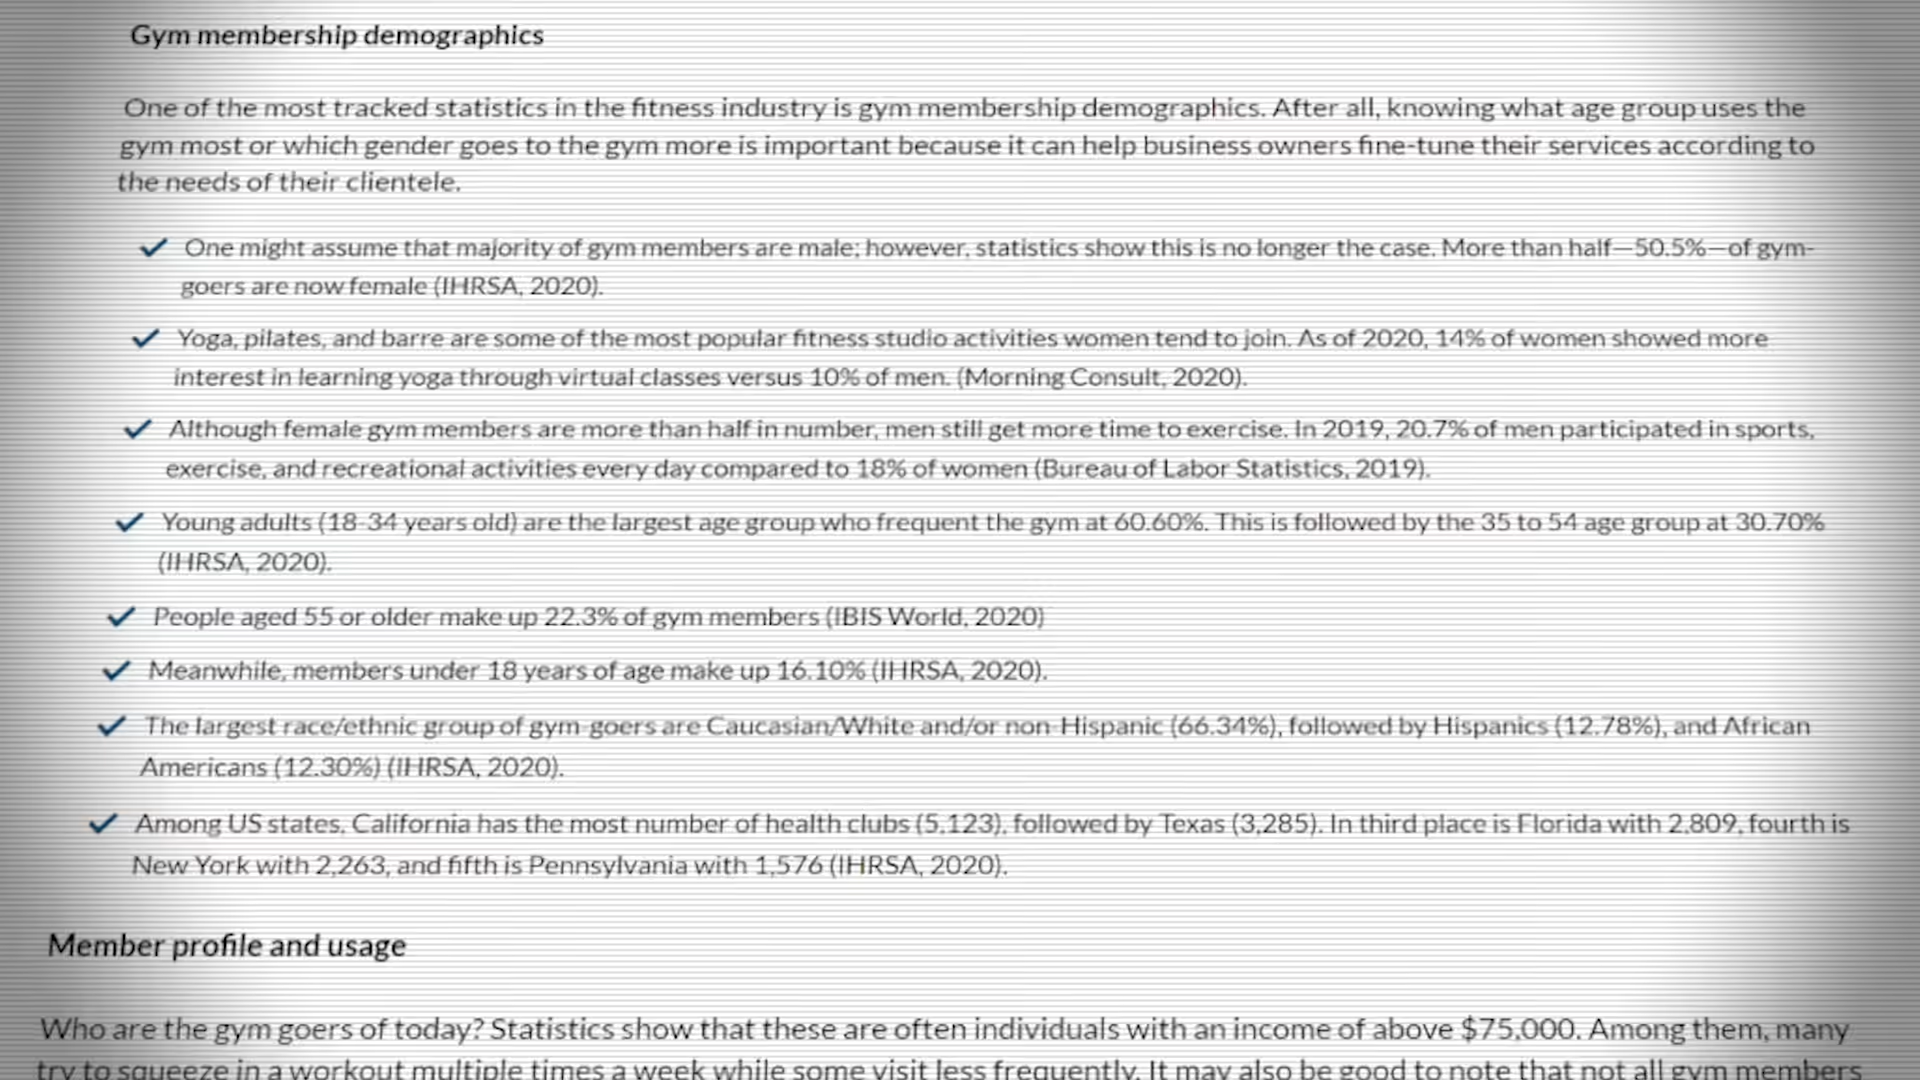 Gym membership demographics
One of the most tracked statistics in the fitness industry is gym membership demographics. After all, knowing what age group uses the
gym most or which gender goes to the gym more is important because it can help business owners fine-tune their services according to
the needs of their clientele.
One might assume that majority of gym members are male; however, statistics show this is no longer the case. More than half—50.5%—of gym-
goers are now female (IHRSA, 2020).
Yoga, pilates, and barre are some of the most popular fitness studio activities women tend to join. As of 2020, 14% of women showed more
interest in learning yoga through virtual classes versus 10% of men. (Morning Consult, 2020).
Although female gym members are more than half in number, men still get more time to exercise. In 2019, 20.7% of men participated in sports,
exercise, and recreational activities every day compared to 18% of women (Bureau of Labor Statistics, 2019).
Young adults (18-34 years old) are the largest age group who frequent the gym at 60.60%. This is followed by the 35 to 54 age group at 30.70%
(IHRSA, 2020).
People aged 55 or older make up 22.3% of gym members (IBIS World, 2020)
Meanwhile, members under 18 years of age make up 16.10% (IHRSA, 2020).
The largest race/ethnic group of gym-goers are Caucasian/White and/or non-Hispanic (66.34%), followed by Hispanics (12.78%), and African
Americans (12.30%) (IHRSA, 2020).
Among US states, California has the most number of health clubs (5,123), followed by Texas (3,285). In third place is Florida with 2,809, fourth is
New York with 2,263, and fifth is Pennsylvania with 1,576 (IHRSA, 2020).
Member profile and usage
Who are the gym goers of today? Statistics show that these are often individuals with an income of above $75,000. Among them, many
try to squeeze in a workout multiple times a week while some visit less frequently. It may also be good to note that not all gym members